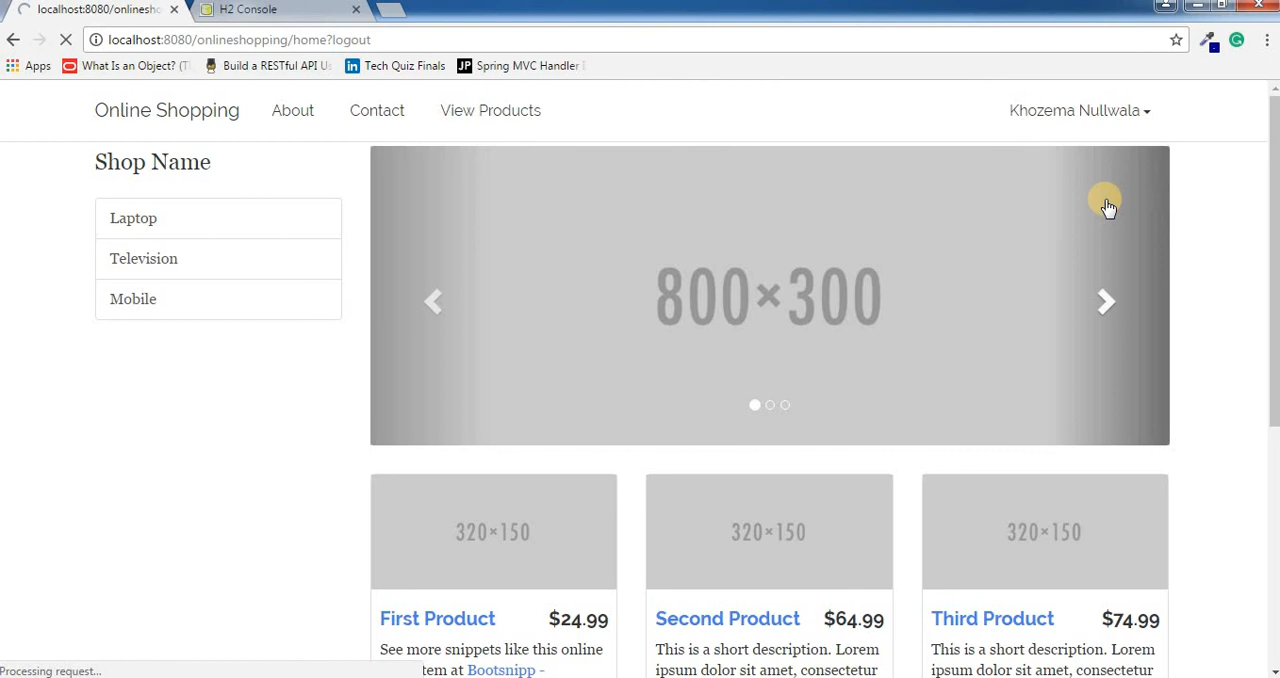 localhost:8080/onlinesho
H2 Console
localhost:8080/onlineshopping/home?logout
Apps
What Is an Object? (T
Build a RESTful API U
Tech Quiz Finals
JP
Spring MVC Handler
Online Shopping
About
Contact
View Products
Khozema Nullwala
Shop Name
Laptop
Television
Mobile
800×300
320×150
320×150
320×150
First Product $24.99
Second Product $64.99
Third Product $74.99
See more snippets like this online
This is a short description. Lorem
This is a short description. Lorem
tem at Bootsnipp -
ipsum dolor sit amet, consectetur
ipsum dolor sit amet, consectetur
Processing request...